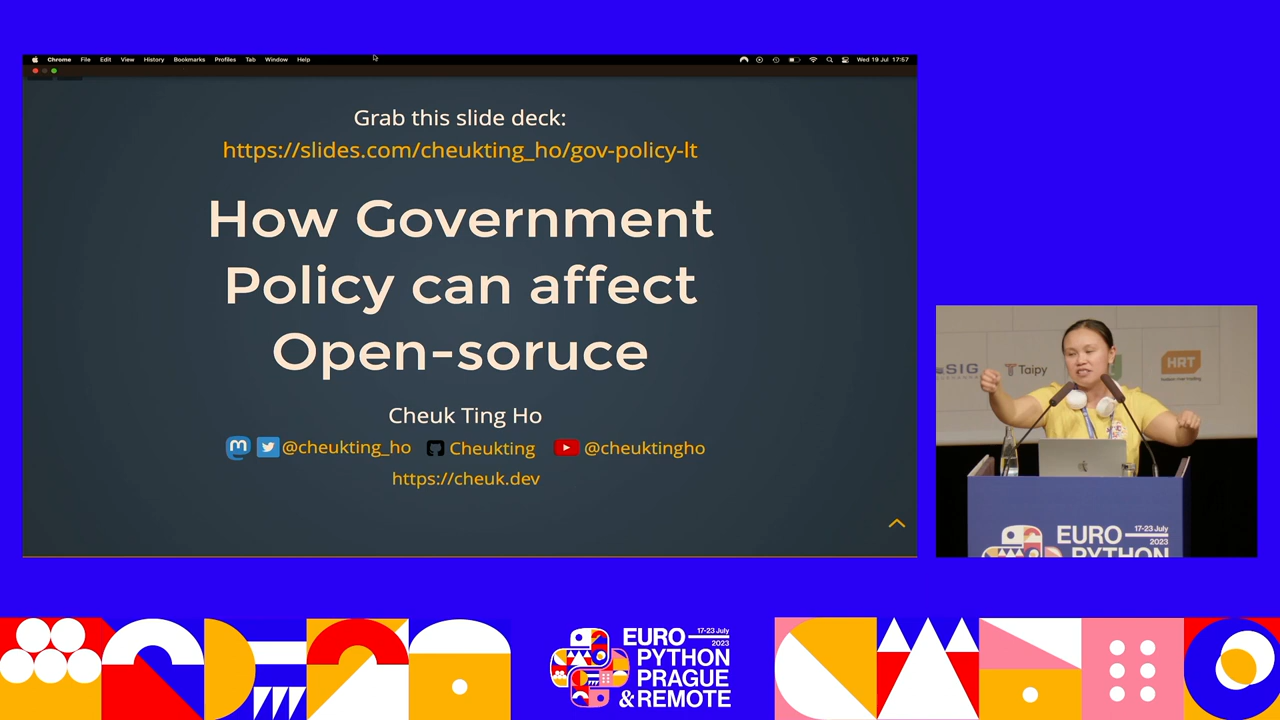 Chrome File Edit View History Bookmarks Profiles Tab Window Help
Wed 19 Jul 17:57
Grab this slide deck:
https://slides.com/cheukting_ho/gov-policy-lt
How Government
Policy can affect
Open-soruce
Cheuk Ting Ho
@cheukting_ho Cheukting @cheuktingho
https://cheuk.dev
SIG
Taipy
HRT
EURO
17-23 July
2023
PYTHON
EURO
17-23 July
2023
PYTHON
PRAGUE
& REMOTE